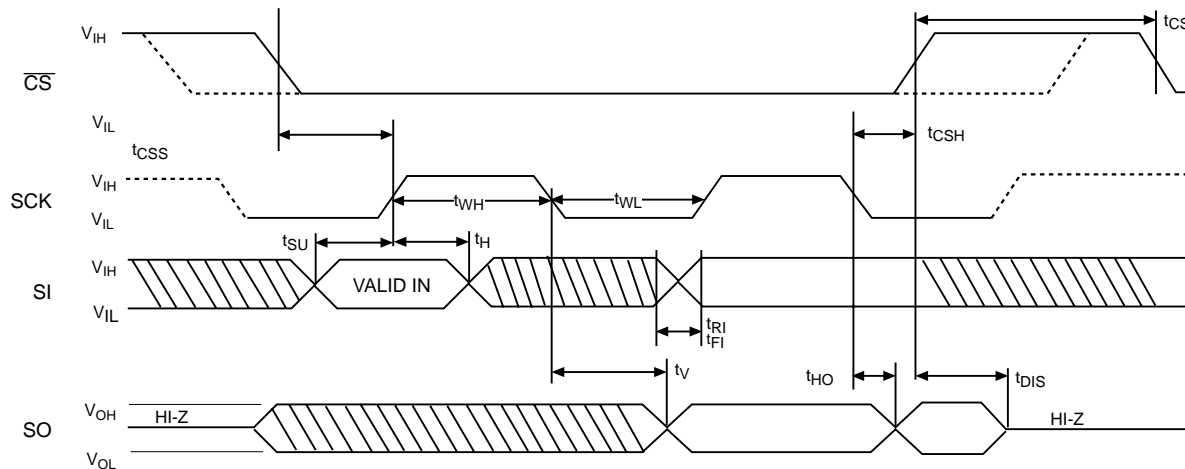 V_IH
t_CS
CS
V_IL
t_CSS
t_CSH
V_IH
SCK
t_WH
t_WL
V_IL
t_SU
t_H
V_IH
SI
VALID IN
V_IL
t_RI
t_FI
t_V
t_HO
t_DIS
V_OH
HI-Z
HI-Z
SO
V_OL